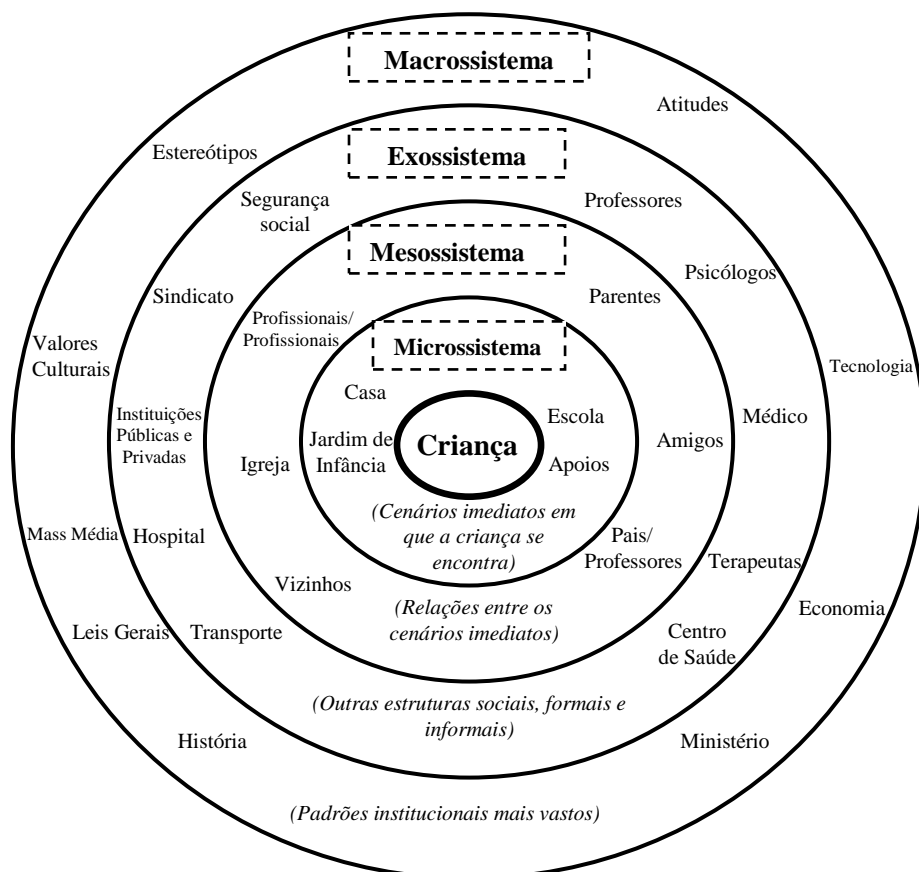 Macrossistema
Atitudes
Estereótipos
Exossistema
Segurança
social
Professores
Mesossistema
Psicólogos
Sindicato
Parentes
Profissionais/
Profissionais
Valores
Culturais
Microssistema
Tecnologia
Casa
Instituições
Públicas e
Privadas
Escola
Médico
Jardim de
Infância
Criança
Amigos
Igreja
Apoios
(Cenários imediatos em
que a criança se
encontra)
Mass Média
Hospital
Pais/
Professores
Terapeutas
Vizinhos
(Relações entre os
cenários imediatos)
Economia
Leis Gerais
Transporte
Centro
de Saúde
(Outras estruturas sociais, formais e
informais)
História
Ministério
(Padrões institucionais mais vastos)